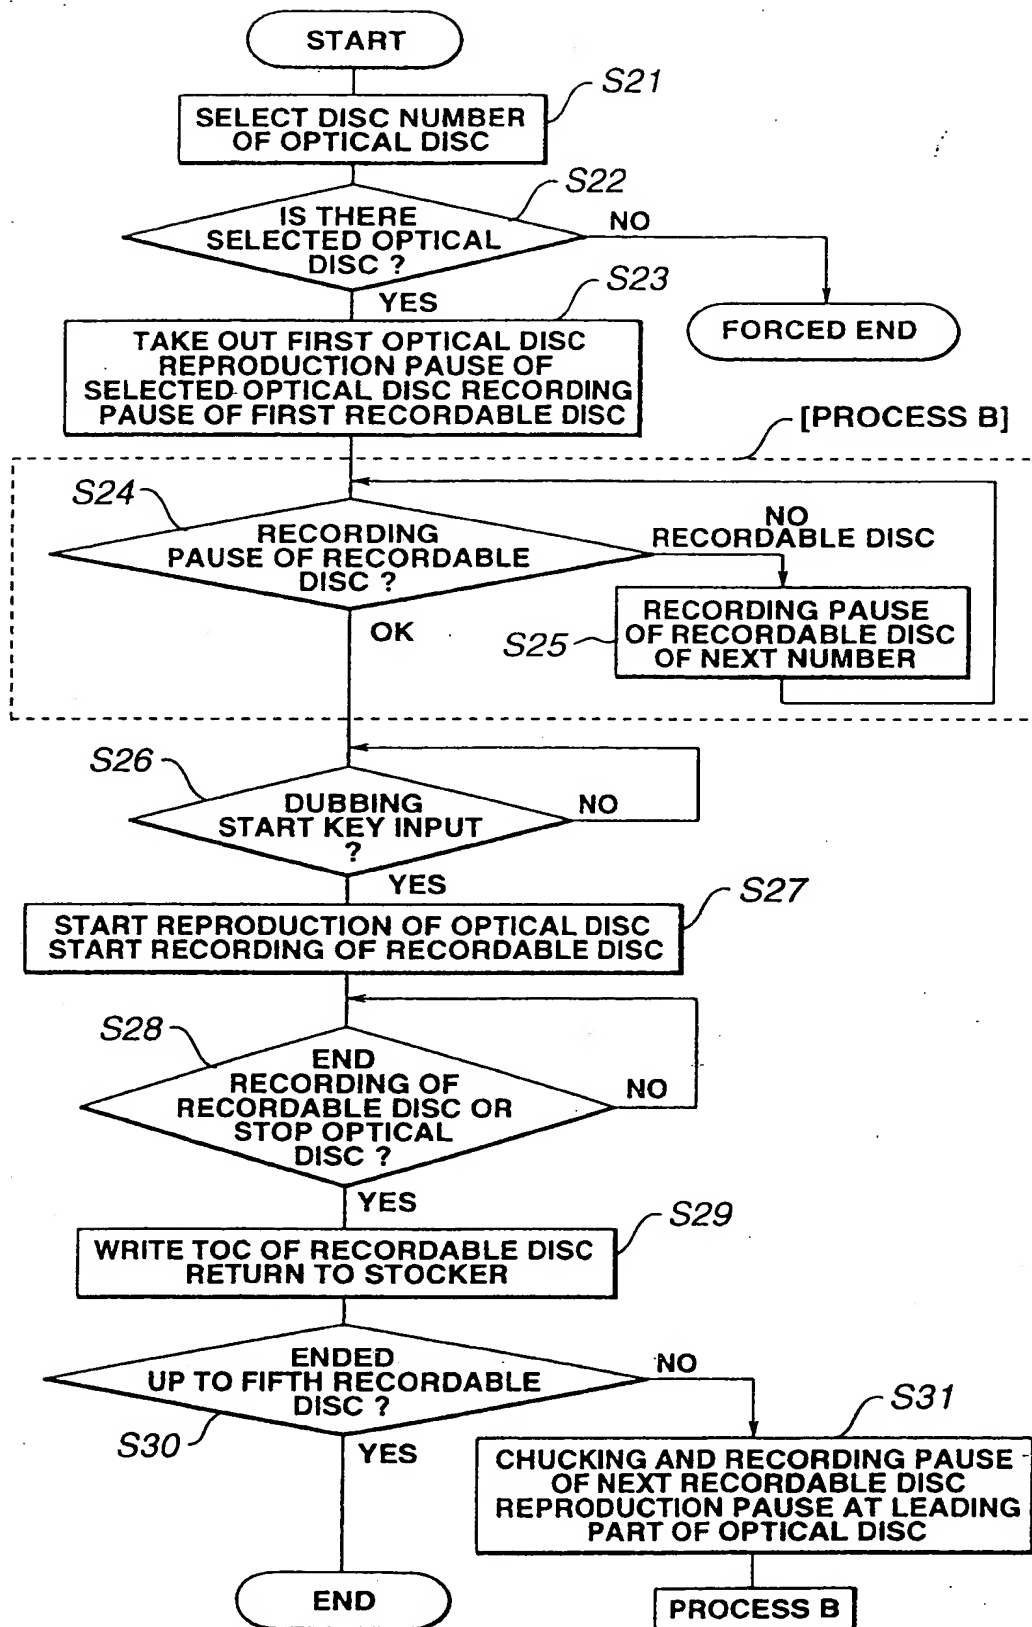 START
S21
SELECT DISC NUMBER
OF OPTICAL DISC
S22
IS THERE
SELECTED OPTICAL
DISC ?
NO
YES
S23
FORCED END
TAKE OUT FIRST OPTICAL DISC
REPRODUCTION PAUSE OF
SELECTED OPTICAL DISC RECORDING
PAUSE OF FIRST RECORDABLE DISC
[PROCESS B]
S24
RECORDING
PAUSE OF RECORDABLE
DISC ?
NO
RECORDABLE DISC
OK
S25
RECORDING PAUSE
OF RECORDABLE DISC
OF NEXT NUMBER
S26
DUBBING
START KEY INPUT
?
NO
YES
S27
START REPRODUCTION OF OPTICAL DISC
START RECORDING OF RECORDABLE DISC
S28
END
RECORDING OF
RECORDABLE DISC OR
STOP OPTICAL
DISC ?
NO
YES
S29
WRITE TOC OF RECORDABLE DISC
RETURN TO STOCKER
ENDED
UP TO FIFTH RECORDABLE
DISC ?
NO
S30
YES
S31
CHUCKING AND RECORDING PAUSE
OF NEXT RECORDABLE DISC
REPRODUCTION PAUSE AT LEADING
PART OF OPTICAL DISC
END
PROCESS B